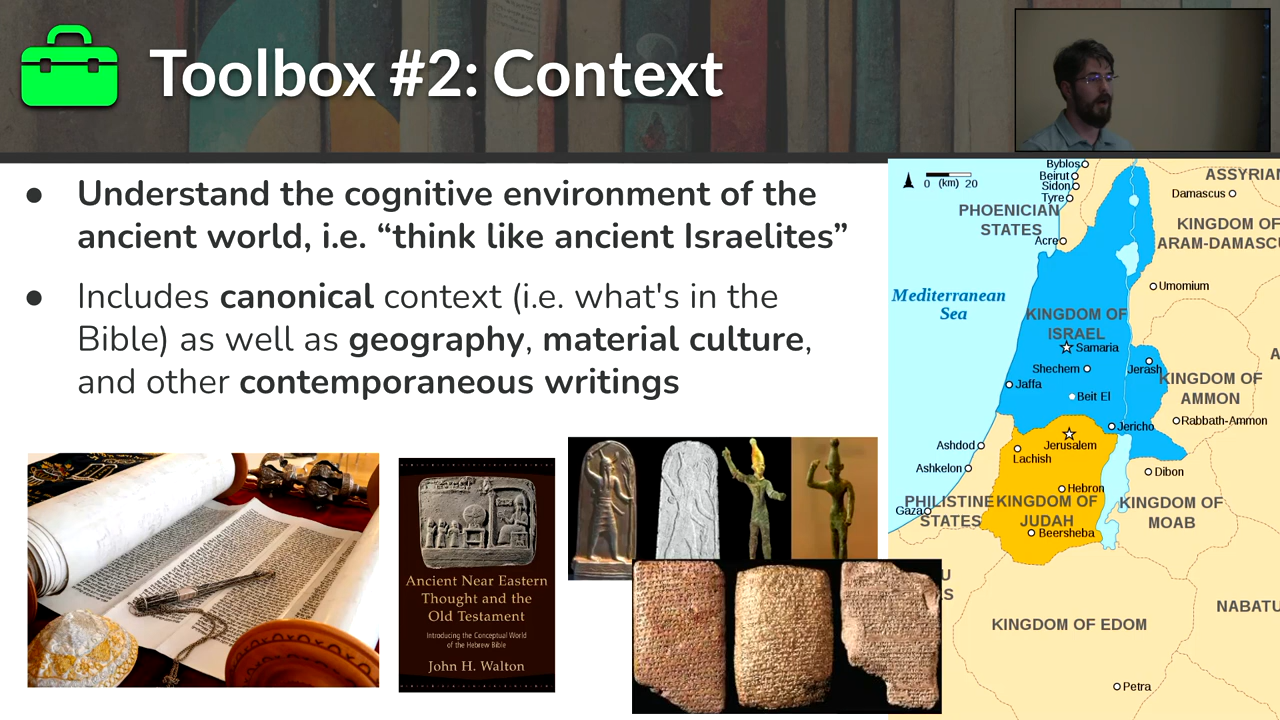 Toolbox #2: Context
● Understand the cognitive environment of the
ancient world, i.e. “think like ancient Israelites”
● Includes canonical context (i.e. what's in the
Bible) as well as geography, material culture,
and other contemporaneous writings
Ancient Near Eastern
Thought and the
Old Testament
Introducing the Conceptual World
of the Hebrew Bible
John H. Walton
0 (km) 20
Byblos
Beirut
Sidon
Tyre
PHOENICIAN
STATES
Acre
ASSYRIAN
Damascus
KINGDOM OF
ARAM-DAMASCU
Umomium
Mediterranean
Sea
KINGDOM OF
ISRAEL
Samaria
Shechem
Jerash
Jaffa
Beit El
KINGDOM OF
AMMON
Jericho
Rabbath-Ammon
Ashdod
Jerusalem
Lachish
Ashkelon
Dibon
Hebron
PHILISTINE
STATES
Gaza
KINGDOM OF
JUDAH
KINGDOM OF
MOAB
Beersheba
U
S
NABATU
KINGDOM OF EDOM
Petra